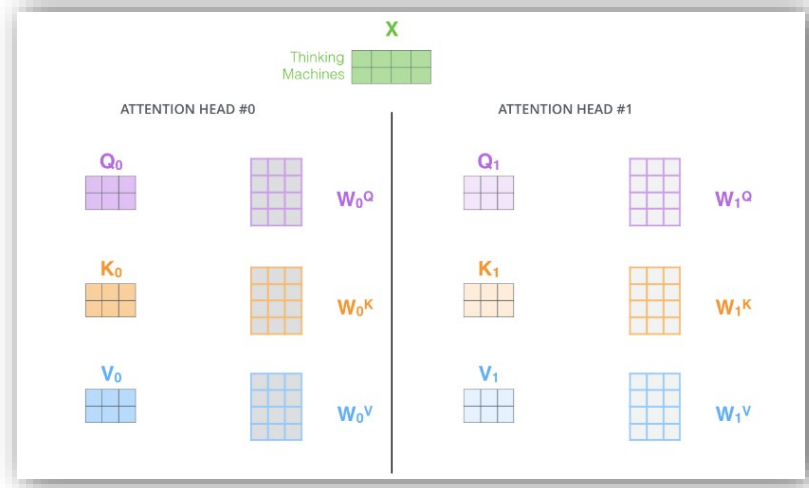 X
Thinking
Machines
ATTENTION HEAD #0
ATTENTION HEAD #1
Q₀
W₀Q
Q₁
W₁Q
K₀
W₀K
K₁
W₁K
V₀
W₀V
V₁
W₁V